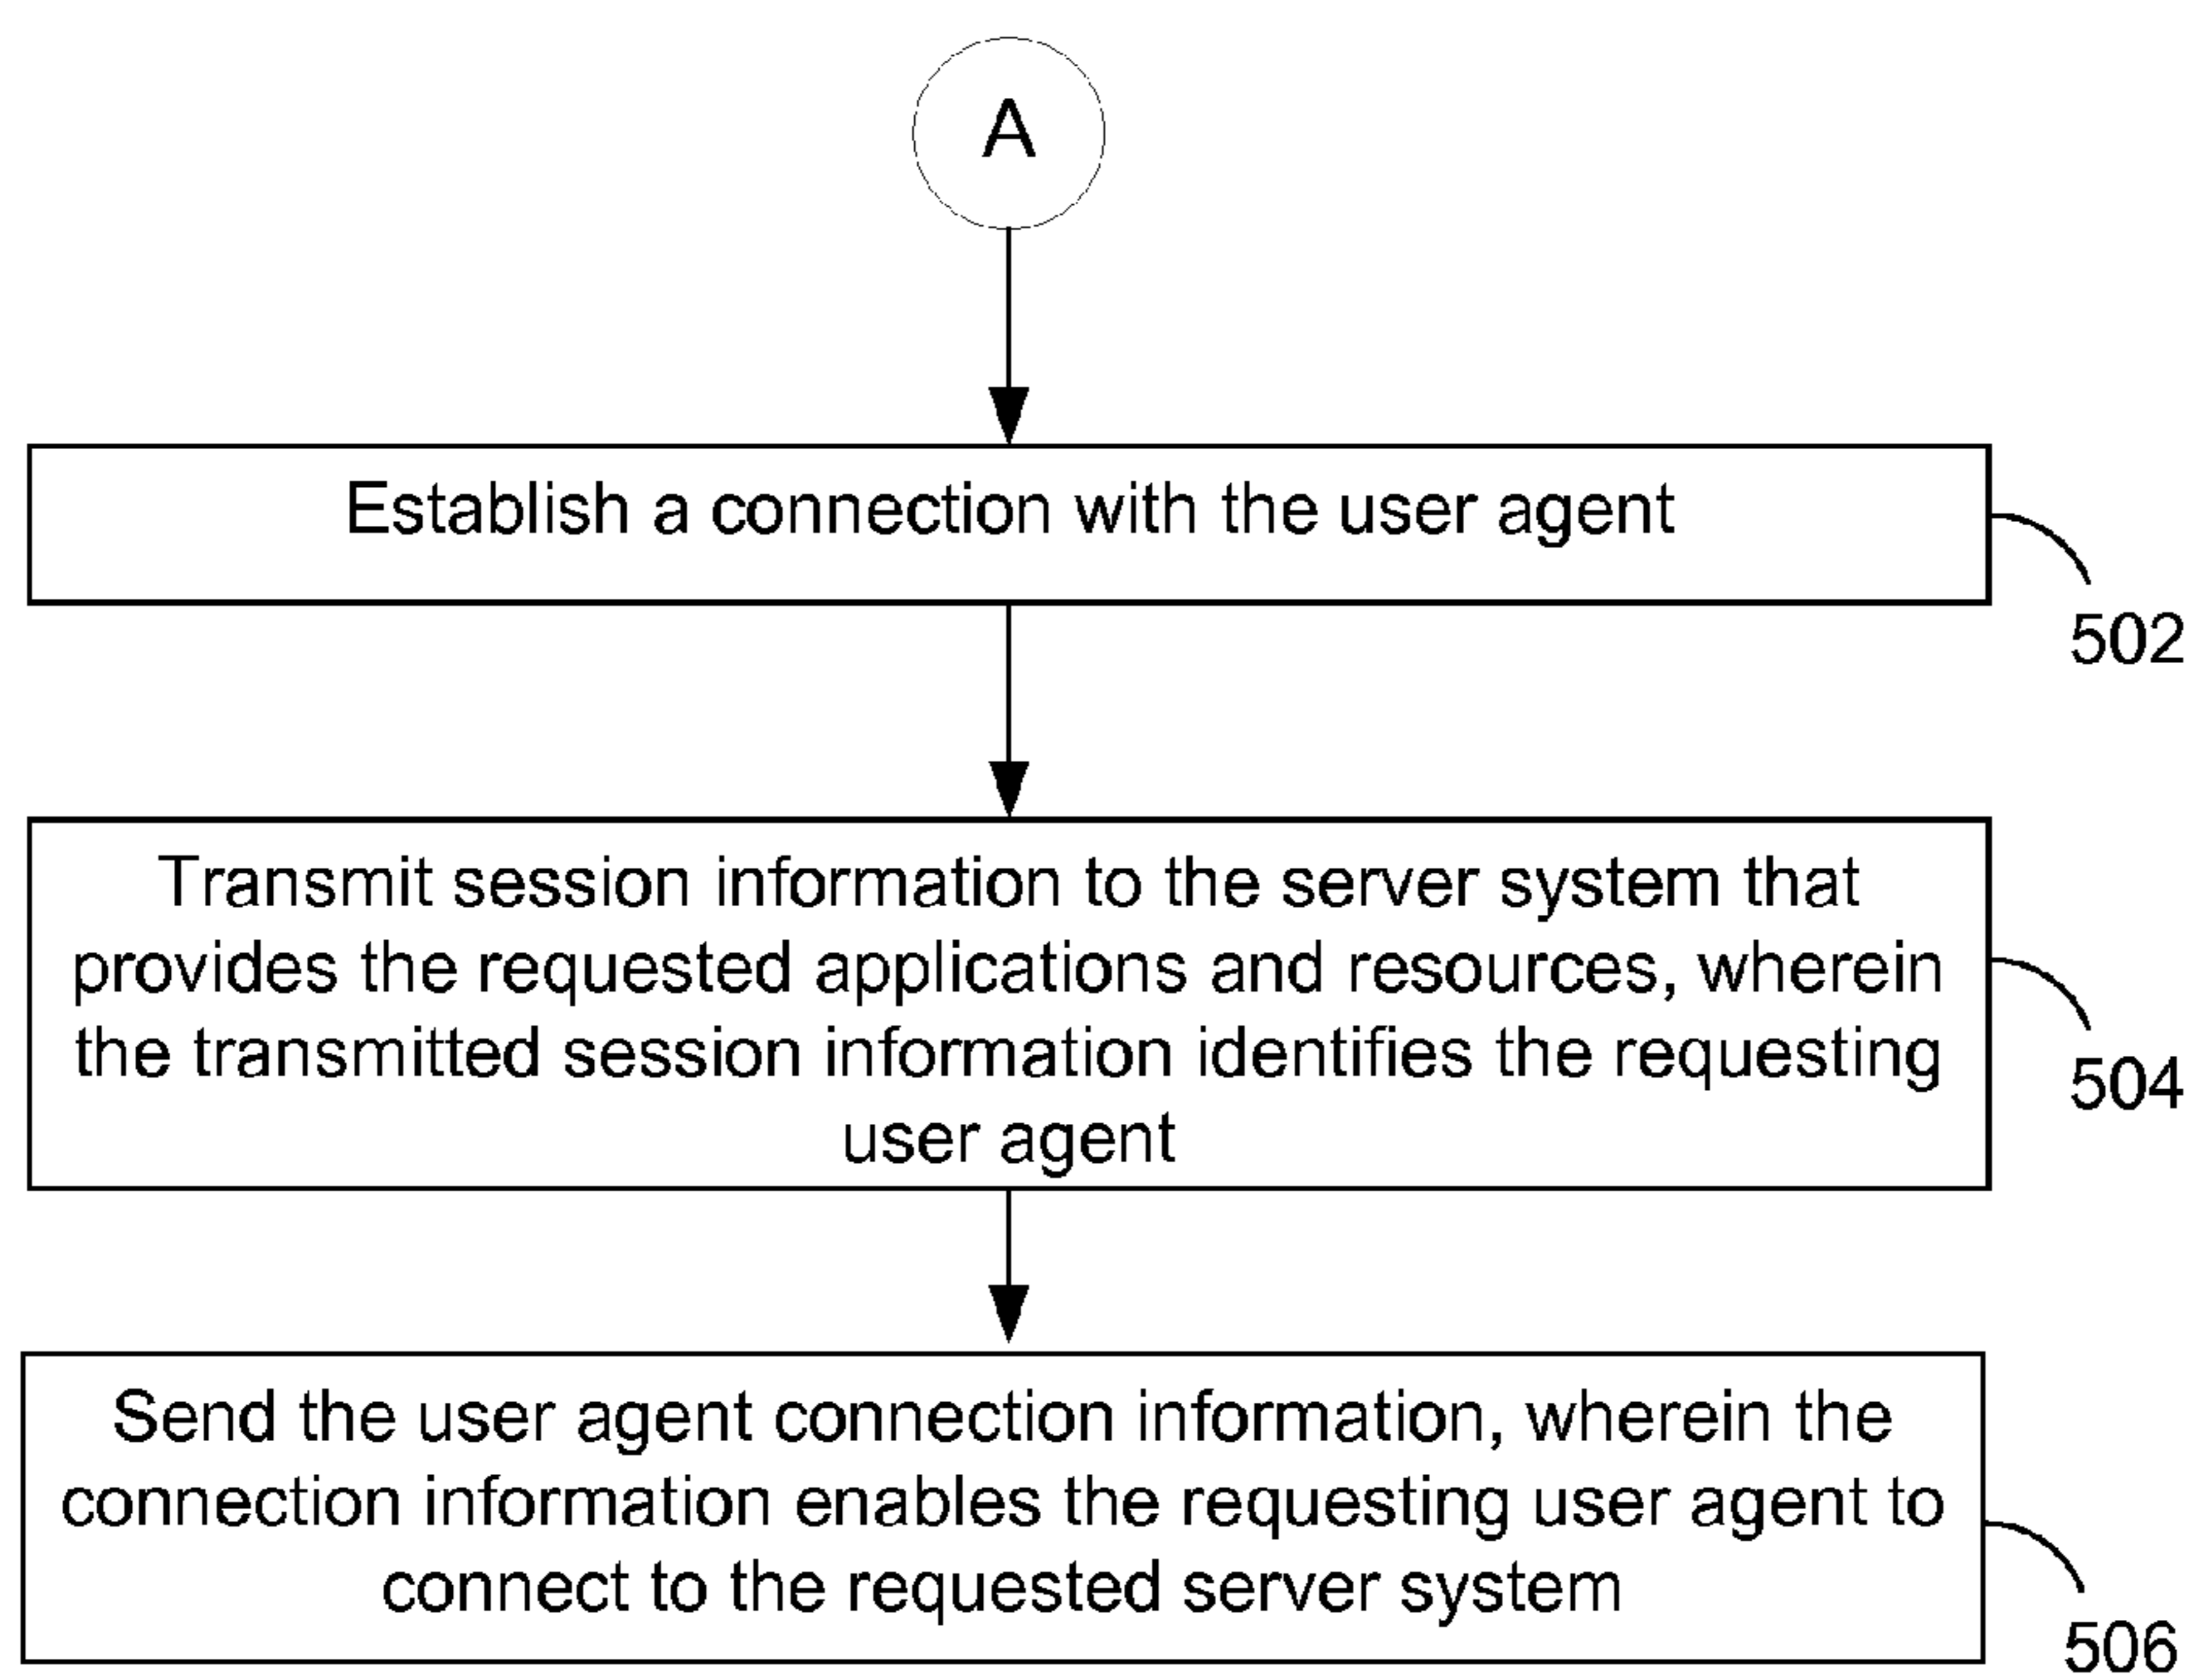 A
Establish a connection with the user agent
502
Transmit session information to the server system that
provides the requested applications and resources, wherein
the transmitted session information identifies the requesting
user agent
504
Send the user agent connection information, wherein the
connection information enables the requesting user agent to
connect to the requested server system
506